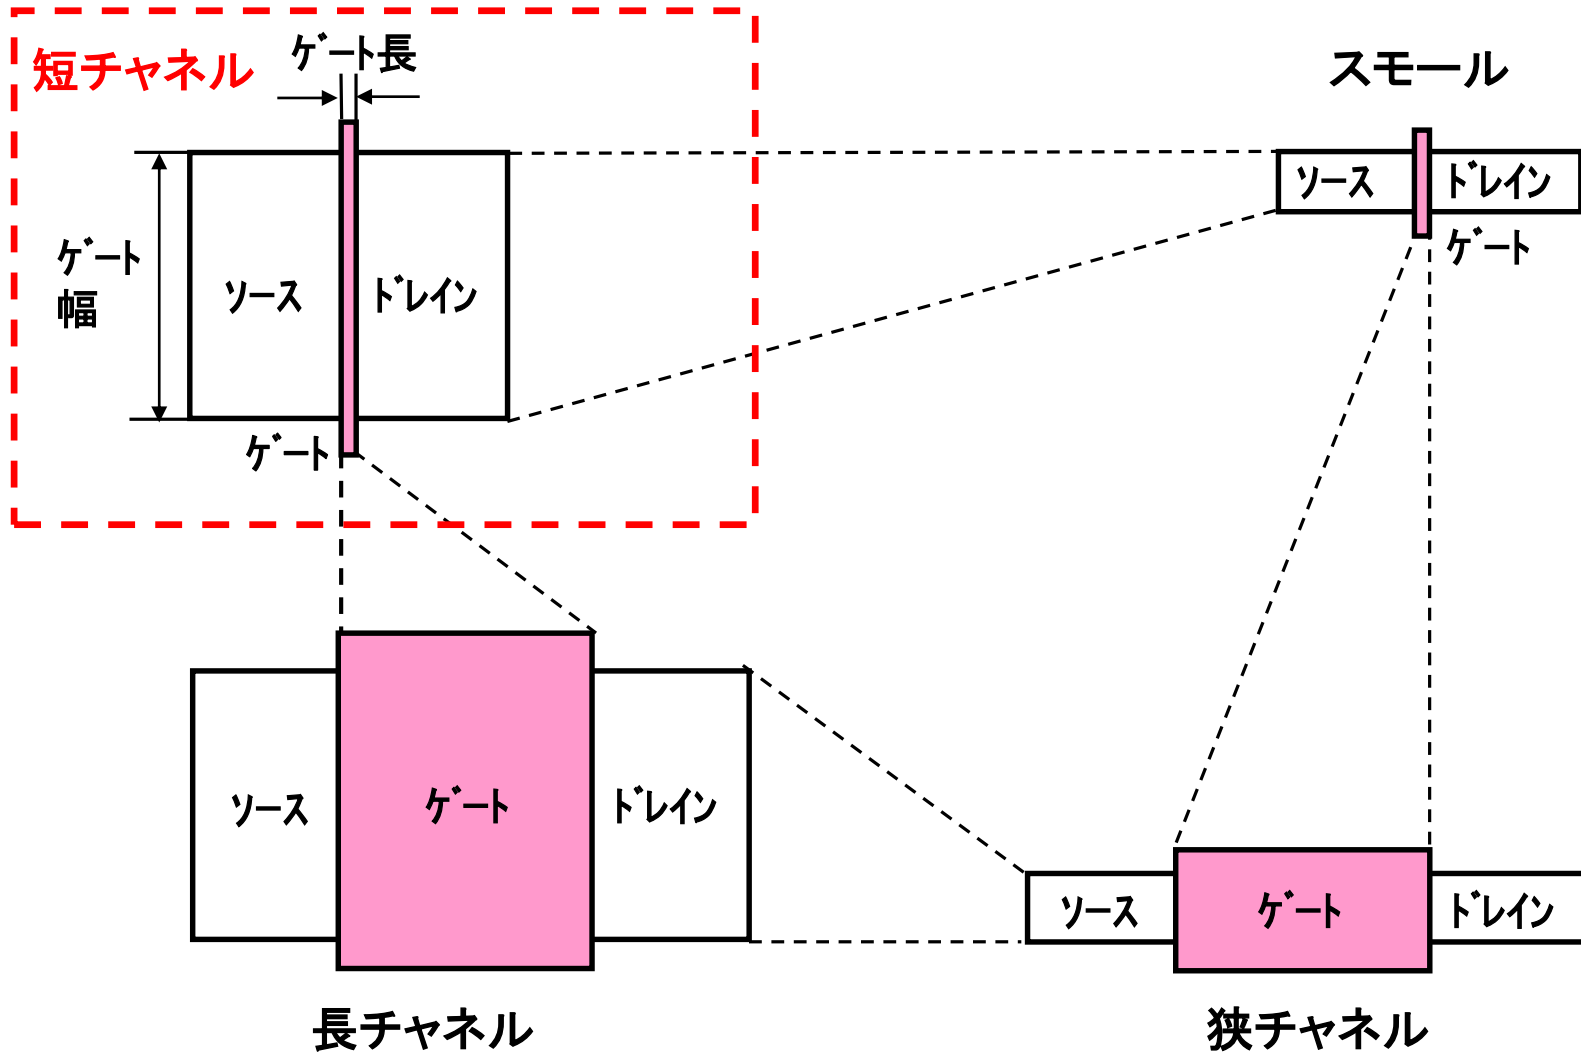 短チャネル
ゲート長
スモール
ソース
ドレイン
ゲート
ゲート
幅
ソース
ドレイン
ゲート
ソース
ゲート
ドレイン
ソース
ゲート
ドレイン
長チャネル
狭チャネル